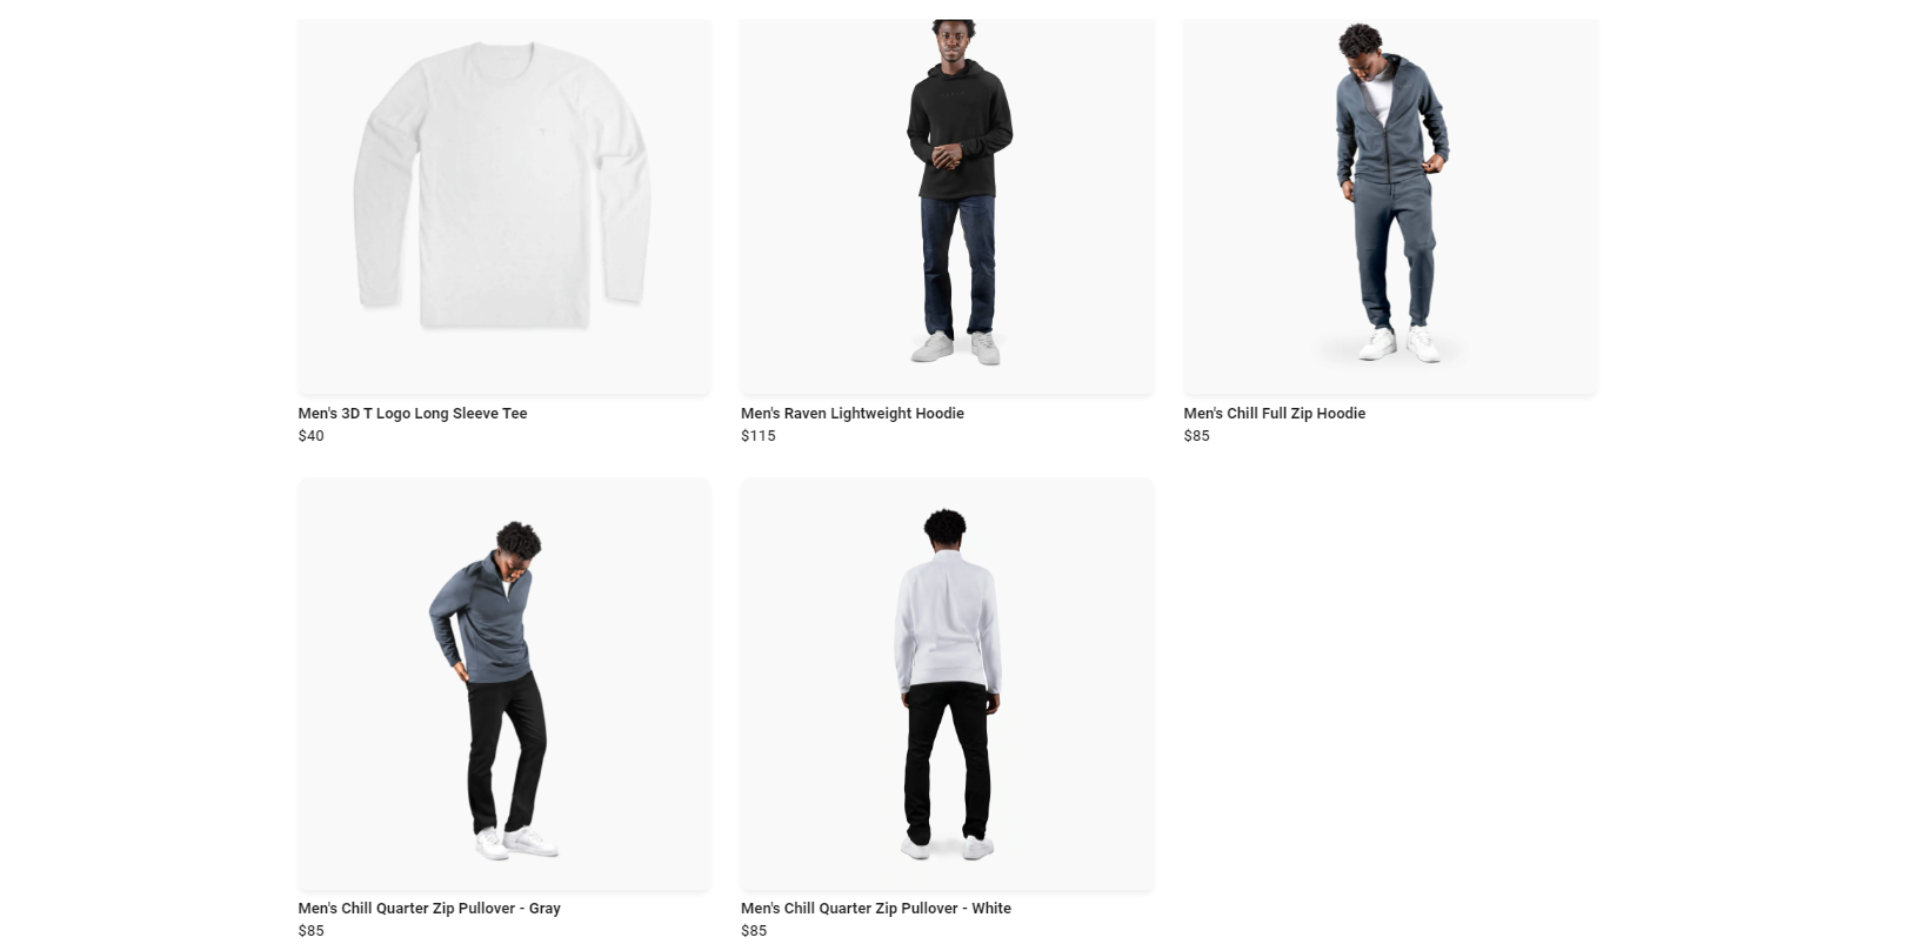 Men's 3D T Logo Long Sleeve Tee
$40
Men's Raven Lightweight Hoodie
$115
Men's Chill Full Zip Hoodie
$85
Men's Chill Quarter Zip Pullover - Gray
$85
Men's Chill Quarter Zip Pullover - White
$85